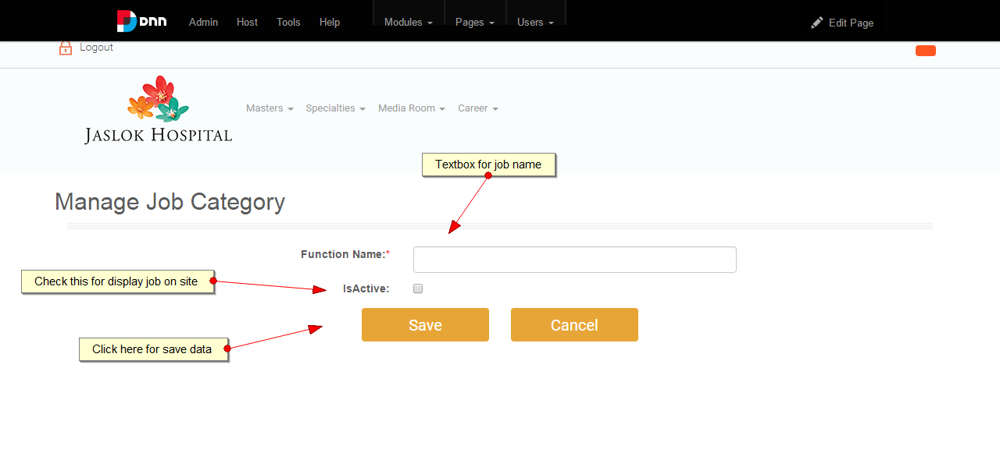 DNN Admin Host Tools Help Modules Pages Users Edit Page
Logout
JASLOK HOSPITAL
Masters Specialties Media Room Career
Textbox for job name
Manage Job Category
Function Name:*
Check this for display job on site
IsActive:
Save Cancel
Click here for save data